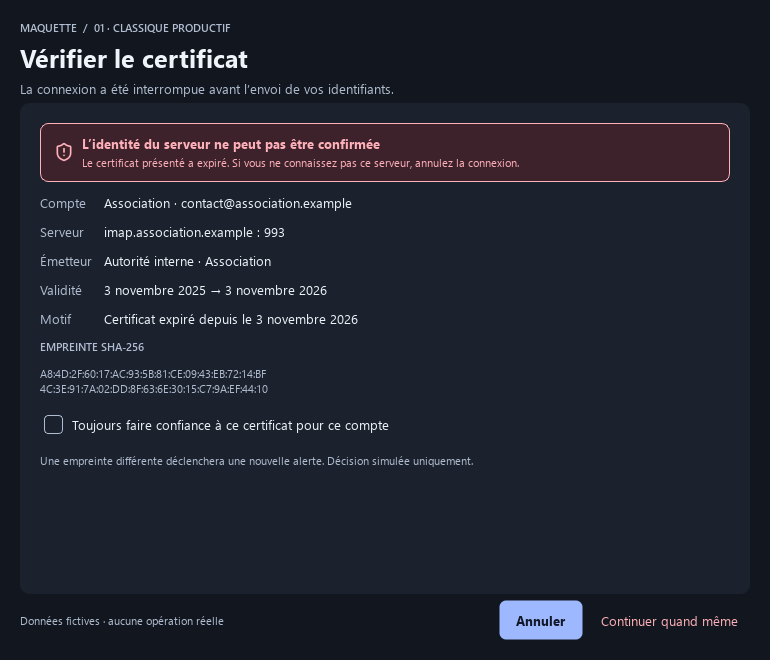 MAQUETTE / 01 · CLASSIQUE PRODUCTIF
Vérifier le certificat
La connexion a été interrompue avant l’envoi de vos identifiants.
L’identité du serveur ne peut pas être confirmée
Le certificat présenté a expiré. Si vous ne connaissez pas ce serveur, annulez la connexion.
Compte Association · contact@association.example
Serveur imap.association.example : 993
Émetteur Autorité interne · Association
Validité 3 novembre 2025 → 3 novembre 2026
Motif Certificat expiré depuis le 3 novembre 2026
EMPREINTE SHA-256
A8:4D:2F:60:17:AC:93:5B:81:CE:09:43:EB:72:14:BF
4C:3E:91:7A:02:DD:8F:63:6E:30:15:C7:9A:EF:44:10
Toujours faire confiance à ce certificat pour ce compte
Une empreinte différente déclenchera une nouvelle alerte. Décision simulée uniquement.
Données fictives · aucune opération réelle
Annuler
Continuer quand même